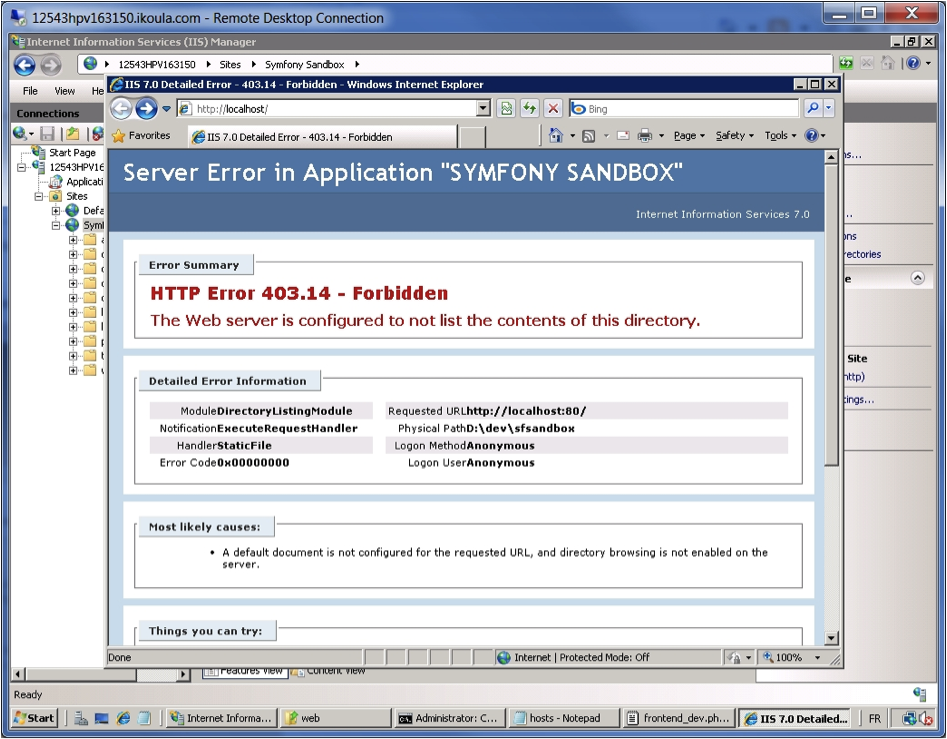 12543hpv163150.ikoula.com - Remote Desktop Connection
Internet Information Services (IIS) Manager
12543HPV163150 Sites Symfony Sandbox
File View He
IIS 7.0 Detailed Error - 403.14 - Forbidden - Windows Internet Explorer
http://localhost/
Bing
Connections
Favorites
IIS 7.0 Detailed Error - 403.14 - Forbidden
Page Safety Tools
Start Page
12543HPV16
Applicati
Sites
Defa
Symf
Server Error in Application "SYMFONY SANDBOX"
Internet Information Services 7.0
Error Summary
HTTP Error 403.14 - Forbidden
The Web server is configured to not list the contents of this directory.
Detailed Error Information
Module DirectoryListingModule
Notification ExecuteRequestHandler
Handler StaticFile
Error Code 0x00000000
Requested URL http://localhost:80/
Physical Path D:\dev\sfsandbox
Logon Method Anonymous
Logon User Anonymous
Most likely causes:
• A default document is not configured for the requested URL, and directory browsing is not enabled on the
server.
Things you can try:
ns...
ons
rectories
e
Site
http)
ings...
Done
Internet | Protected Mode: Off
100%
Features View Content View
Ready
Start
Internet Informa...
web
Administrator: C...
hosts - Notepad
frontend_dev.ph...
IIS 7.0 Detailed...
FR